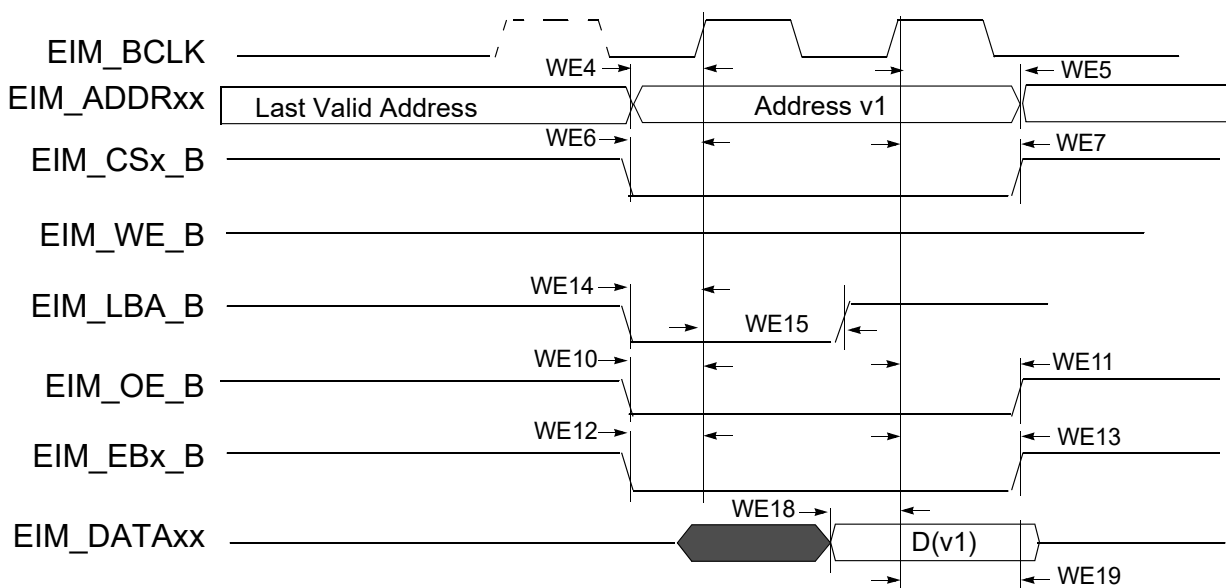 EIM_BCLK
WE4
WE5
EIM_ADDRxx
Last Valid Address
Address v1
WE6
WE7
EIM_CSx_B
EIM_WE_B
WE14
EIM_LBA_B
WE15
WE10
WE11
EIM_OE_B
WE12
WE13
EIM_EBx_B
WE18
EIM_DATAxx
D(v1)
WE19